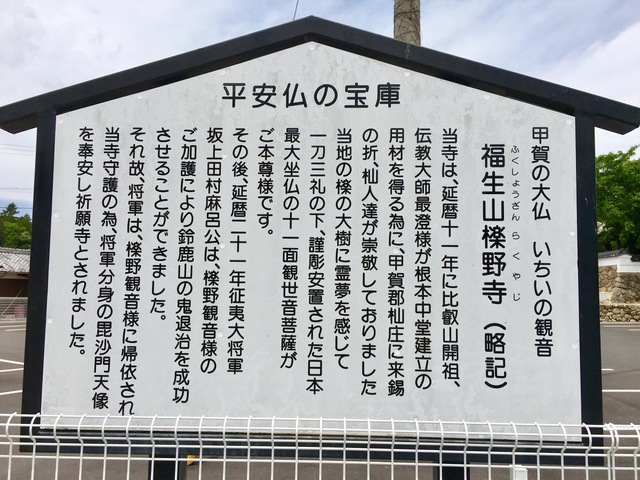 平安仏の宝庫
甲賀の大仏　いちいの観音
ふくしょうざん　らくやじ
福生山櫟野寺（略記）
当寺は、延暦十一年に比叡山開祖、
伝教大師最澄様が根本中堂建立の
用材を得る為に、甲賀郡杣庄に来錫
の折、杣人達が崇敬しておりました
当地の櫟の大樹に霊夢を感じて
一刀三礼の下、謹彫安置された日本
最大坐仏の十一面観世音菩薩が
ご本尊様です。
その後、延暦二十一年征夷大将軍
坂上田村麻呂公は、櫟野観音様の
ご加護により鈴鹿山の鬼退治を成功
させることができました。
それ故、将軍は、櫟野観音様に帰依され
当寺守護の為、将軍分身の毘沙門天像
を奉安し祈願寺とされました。